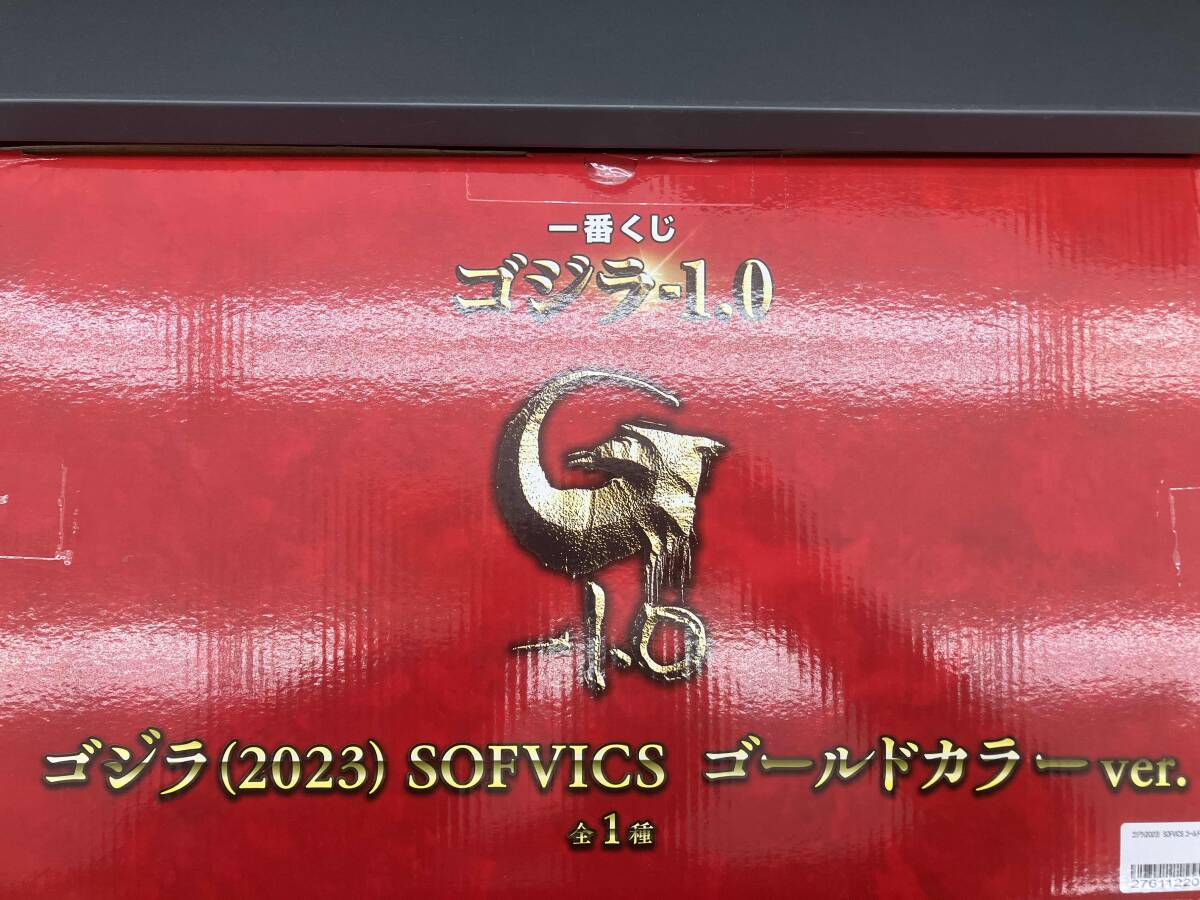 一番くじ
ゴジラ-1.0
-1.0
ゴジラ(2023) SOFVICS ゴールドカラーver.
全1種
27611220